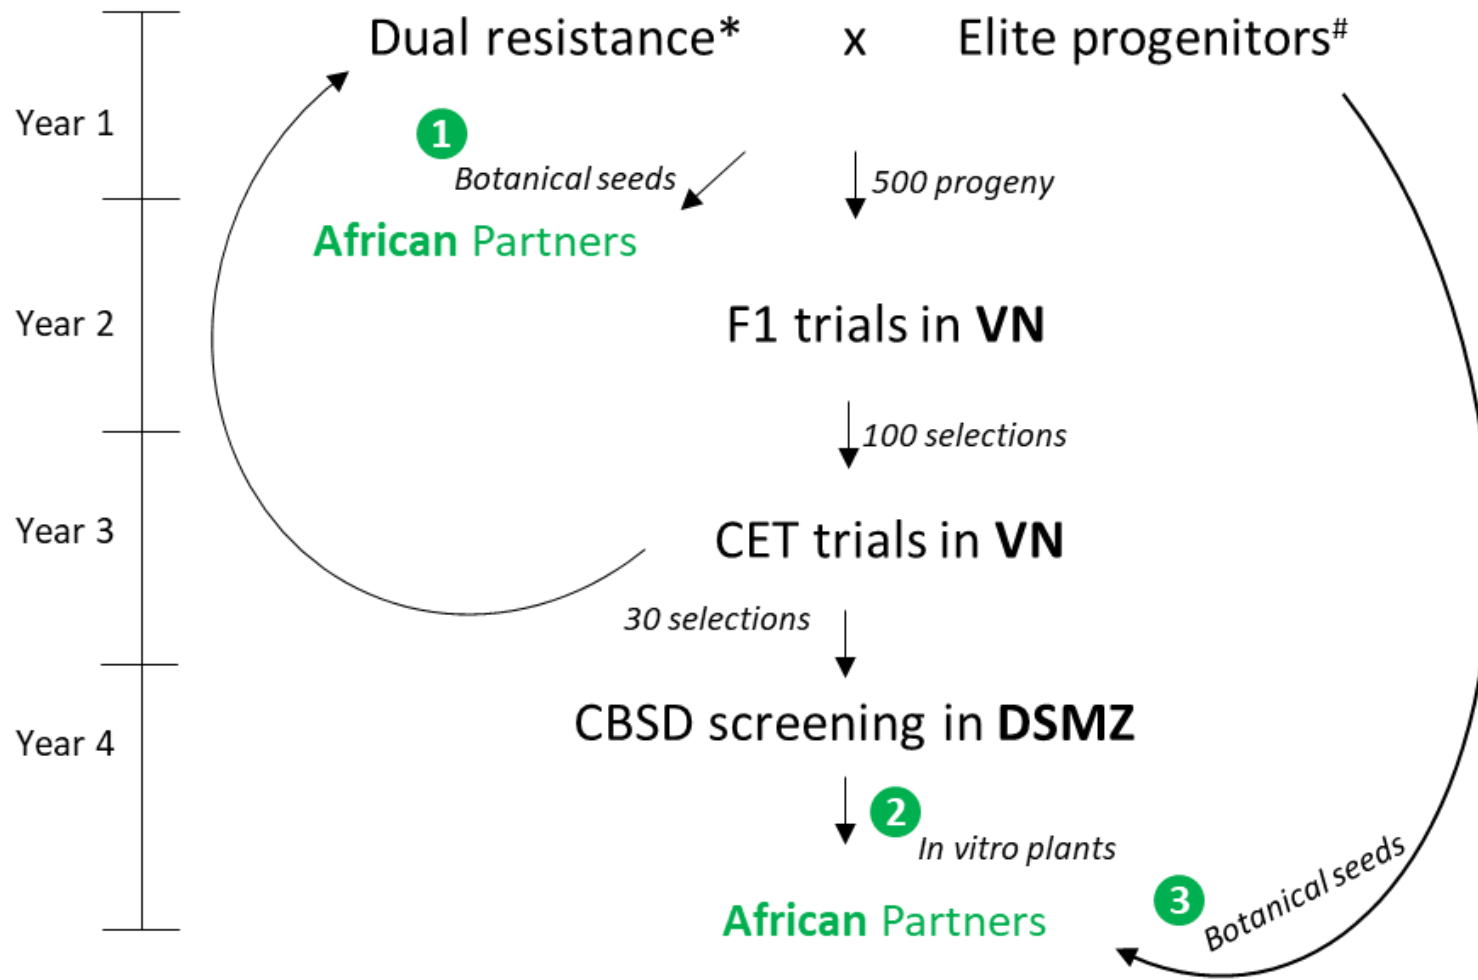 Dual resistance* x Elite progenitors#
Year 1
1
Botanical seeds
500 progeny
African Partners
Year 2
F1 trials in VN
100 selections
Year 3
CET trials in VN
30 selections
CBSD screening in DSMZ
Year 4
2
In vitro plants
3
Botanical seeds
African Partners